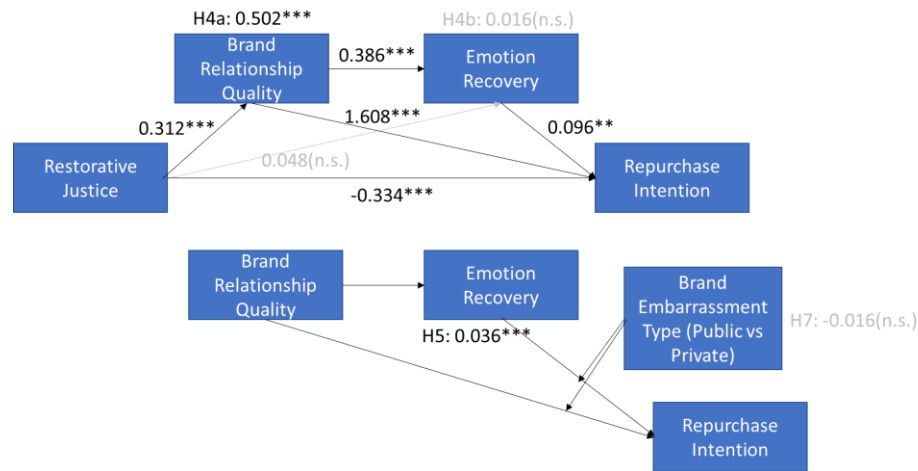 H4a: 0.502***
H4b: 0.016(n.s.)
Brand
Relationship
Quality
0.386***
Emotion
Recovery
0.312***
1.608***
0.096**
Restorative
Justice
0.048(n.s.)
-0.334***
Repurchase
Intention
Brand
Relationship
Quality
Emotion
Recovery
Brand
Embarrassment
Type (Public vs
Private)
H7: -0.016(n.s.)
H5: 0.036***
Repurchase
Intention